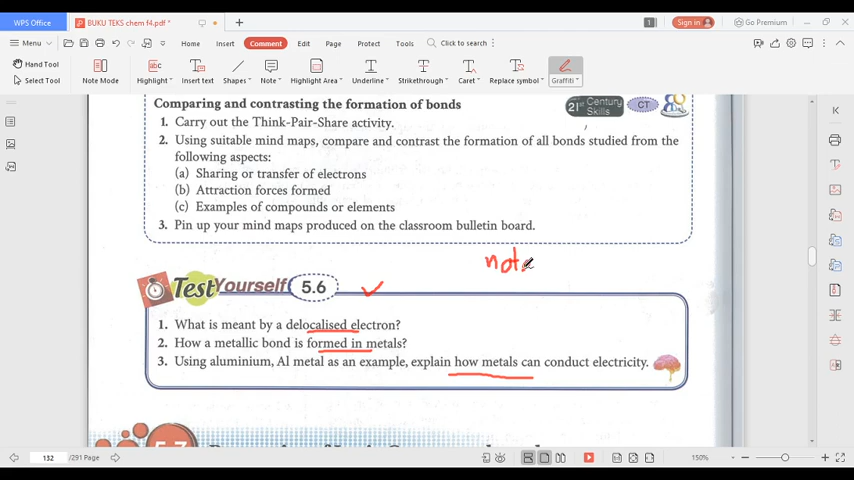 WPS Office
BUKU TEKS chem f4.pdf *
1
Sign in
Go Premium
Menu
Home
Insert
Comment
Edit
Page
Protect
Tools
Click to search
Hand Tool
Select Tool
Note Mode
Highlight
Insert text
Shapes
Note
Highlight Area
Underline
Strikethrough
Caret
Replace symbol
Graffiti
Comparing and contrasting the formation of bonds
21st Century
Skills
CT
1. Carry out the Think-Pair-Share activity.
2. Using suitable mind maps, compare and contrast the formation of all bonds studied from the
following aspects:
(a) Sharing or transfer of electrons
(b) Attraction forces formed
(c) Examples of compounds or elements
3. Pin up your mind maps produced on the classroom bulletin board.
not
Test Yourself 5.6
1. What is meant by a delocalised electron?
2. How a metallic bond is formed in metals?
3. Using aluminium, Al metal as an example, explain how metals can conduct electricity.
5.7
132
/291 Page
150%